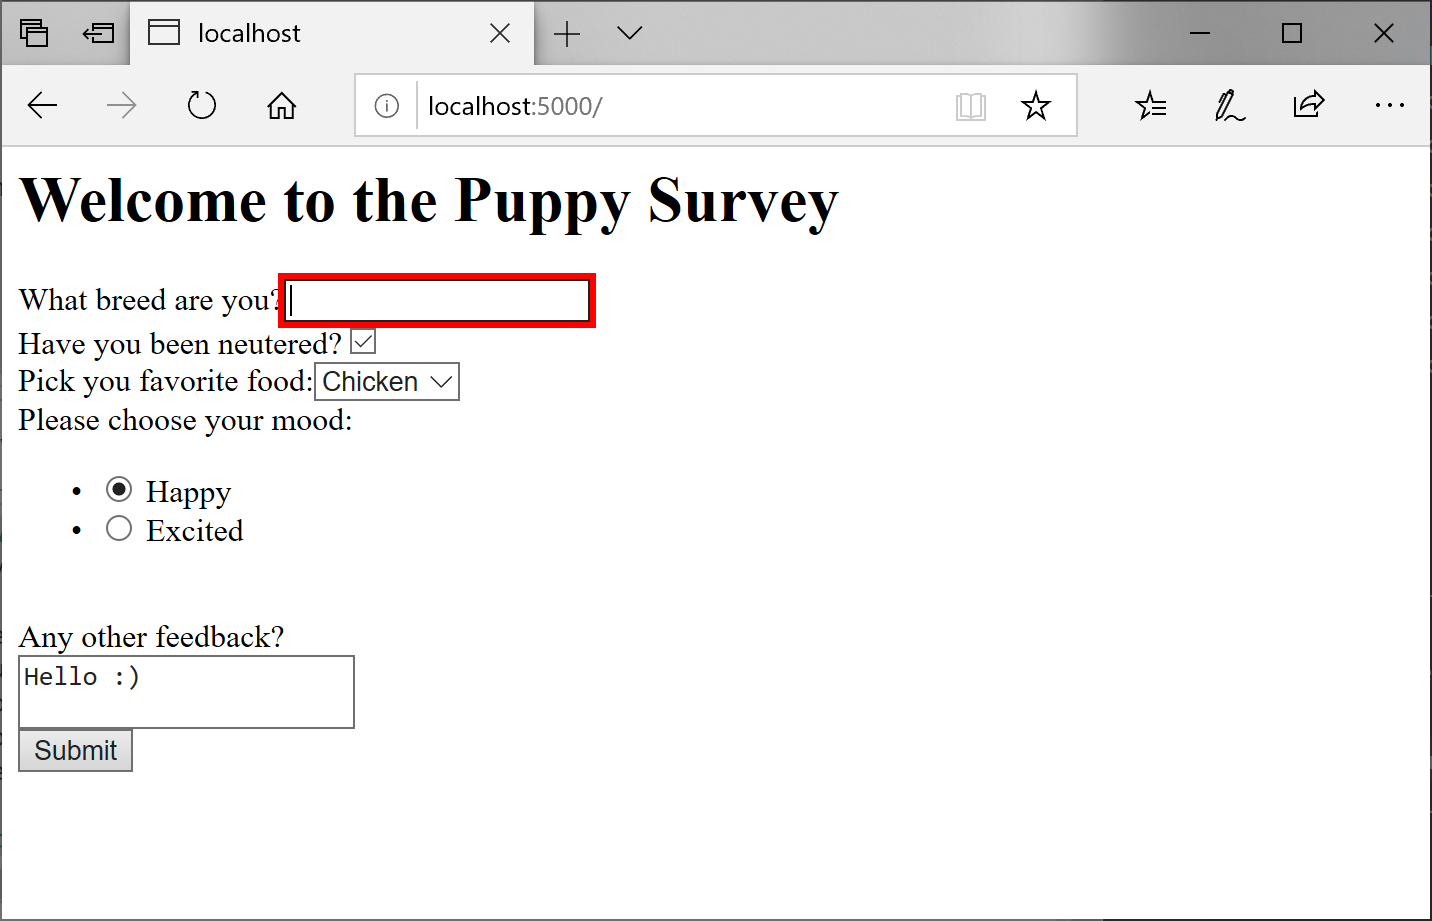 localhost
localhost:5000/
Welcome to the Puppy Survey
What breed are you?
Have you been neutered?
Pick you favorite food: Chicken
Please choose your mood:
• Happy
• Excited
Any other feedback?
Hello :)
Submit